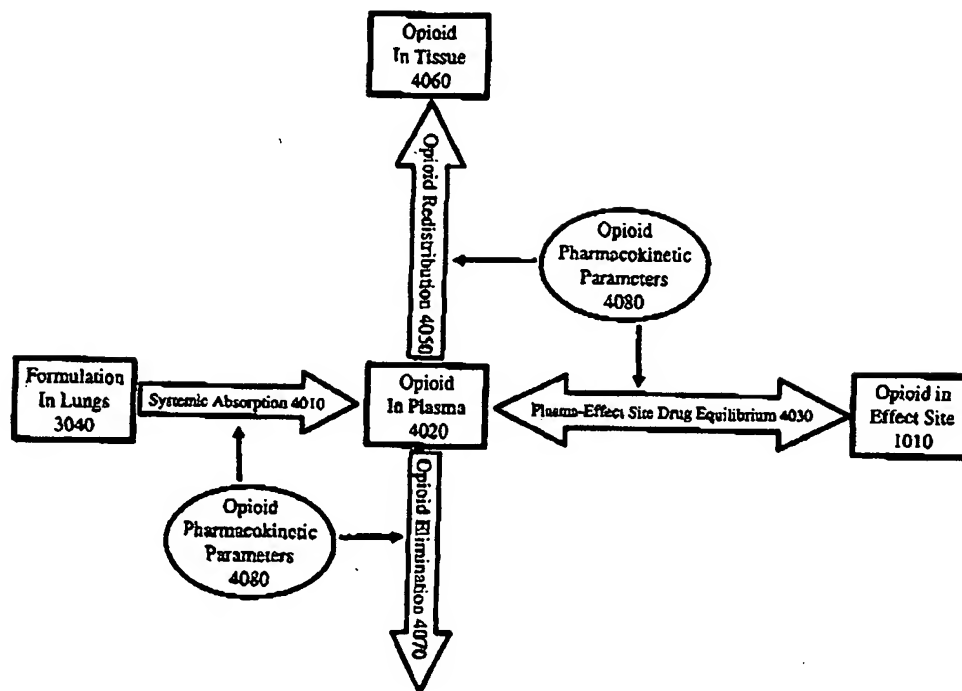 Opioid
In Tissue
4060
Opioid Redistribution 4050
Opioid
Pharmacokinetic
Parameters
4080
Formulation
In Lungs
3040
Systemic Absorption 4010
Opioid
In Plasma
4020
Plasma-Effect Site Drug Equilibrium 4030
Opioid in
Effect Site
1010
Opioid
Pharmacokinetic
Parameters
4080
Opioid Elimination 4070